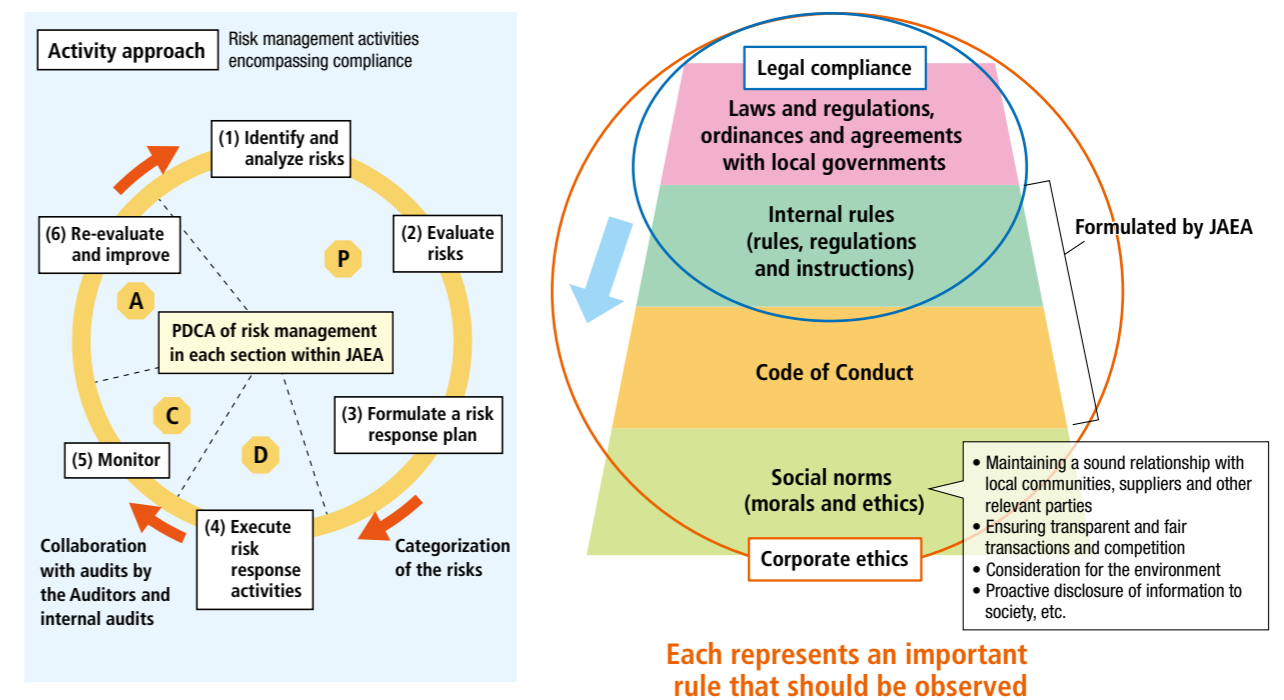 Activity approach
Risk management activities
encompassing compliance
(1) Identify and
analyze risks
(2) Evaluate
risks
(3) Formulate a risk
response plan
Categorization
of the risks
(4) Execute
risk
response
activities
(5) Monitor
Collaboration
with audits by
the Auditors and
internal audits
(6) Re-evaluate
and improve
P
D
C
A
PDCA of risk management
in each section within JAEA
Legal compliance
Laws and regulations,
ordinances and agreements
with local governments
Internal rules
(rules, regulations
and instructions)
Formulated by JAEA
Code of Conduct
Social norms
(morals and ethics)
• Maintaining a sound relationship with
local communities, suppliers and other
relevant parties
• Ensuring transparent and fair
transactions and competition
• Consideration for the environment
• Proactive disclosure of information to
society, etc.
Corporate ethics
Each represents an important
rule that should be observed